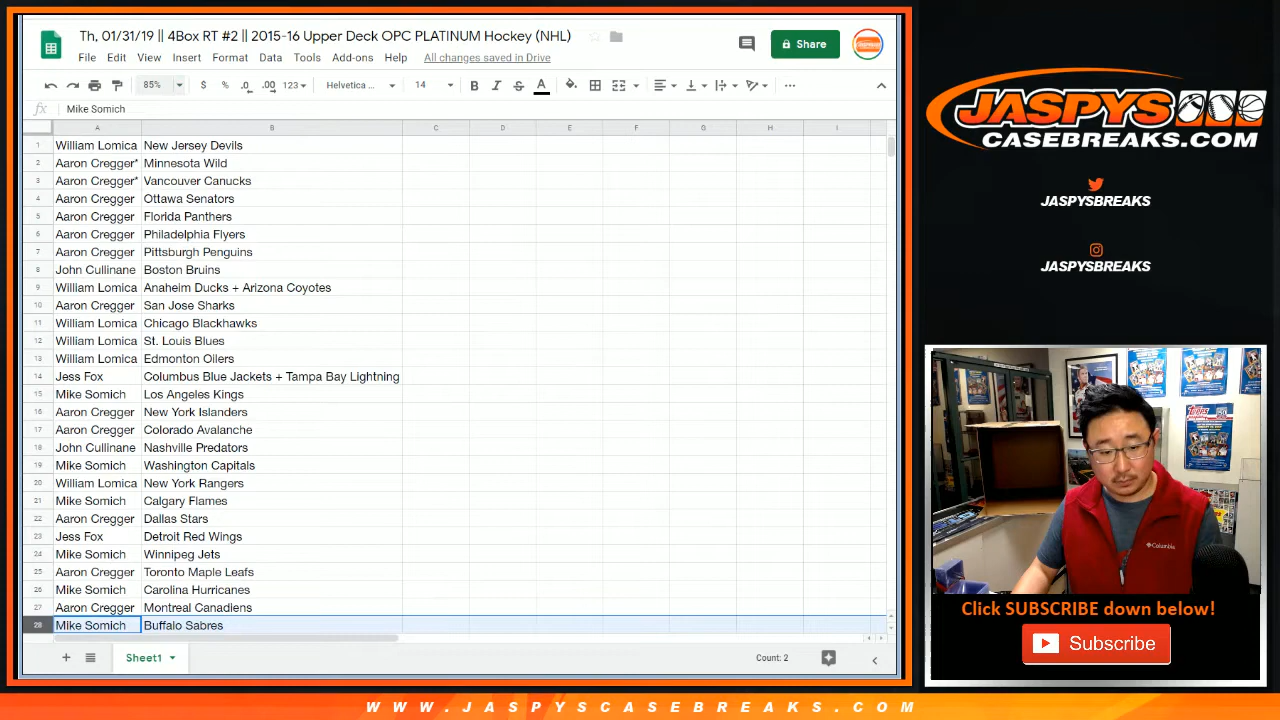 Th, 01/31/19 || 4Box RT #2 || 2015-16 Upper Deck OPC PLATINUM Hockey (NHL)
File Edit View Insert Format Data Tools Add-ons Help All changes saved in Drive
Share
85% $ % .0 .00 123 Helvetica ... 14 B I S A
fx Mike Somich
A B C D E F G H I
1 William Lomica New Jersey Devils
2 Aaron Cregger* Minnesota Wild
3 Aaron Cregger* Vancouver Canucks
4 Aaron Cregger Ottawa Senators
5 Aaron Cregger Florida Panthers
6 Aaron Cregger Philadelphia Flyers
7 Aaron Cregger Pittsburgh Penguins
8 John Cullinane Boston Bruins
9 William Lomica Anaheim Ducks + Arizona Coyotes
10 Aaron Cregger San Jose Sharks
11 William Lomica Chicago Blackhawks
12 William Lomica St. Louis Blues
13 William Lomica Edmonton Oilers
14 Jess Fox Columbus Blue Jackets + Tampa Bay Lightning
15 Mike Somich Los Angeles Kings
16 Aaron Cregger New York Islanders
17 Aaron Cregger Colorado Avalanche
18 John Cullinane Nashville Predators
19 Mike Somich Washington Capitals
20 William Lomica New York Rangers
21 Mike Somich Calgary Flames
22 Aaron Cregger Dallas Stars
23 Jess Fox Detroit Red Wings
24 Mike Somich Winnipeg Jets
25 Aaron Cregger Toronto Maple Leafs
26 Mike Somich Carolina Hurricanes
27 Aaron Cregger Montreal Canadiens
28 Mike Somich Buffalo Sabres
Sheet1
Count: 2
JASPYS
CASEBREAKS.COM
JASPYSBREAKS
JASPYSBREAKS
Columbia
Click SUBSCRIBE down below!
Subscribe
WWW.JASPYSCASEBREAKS.COM